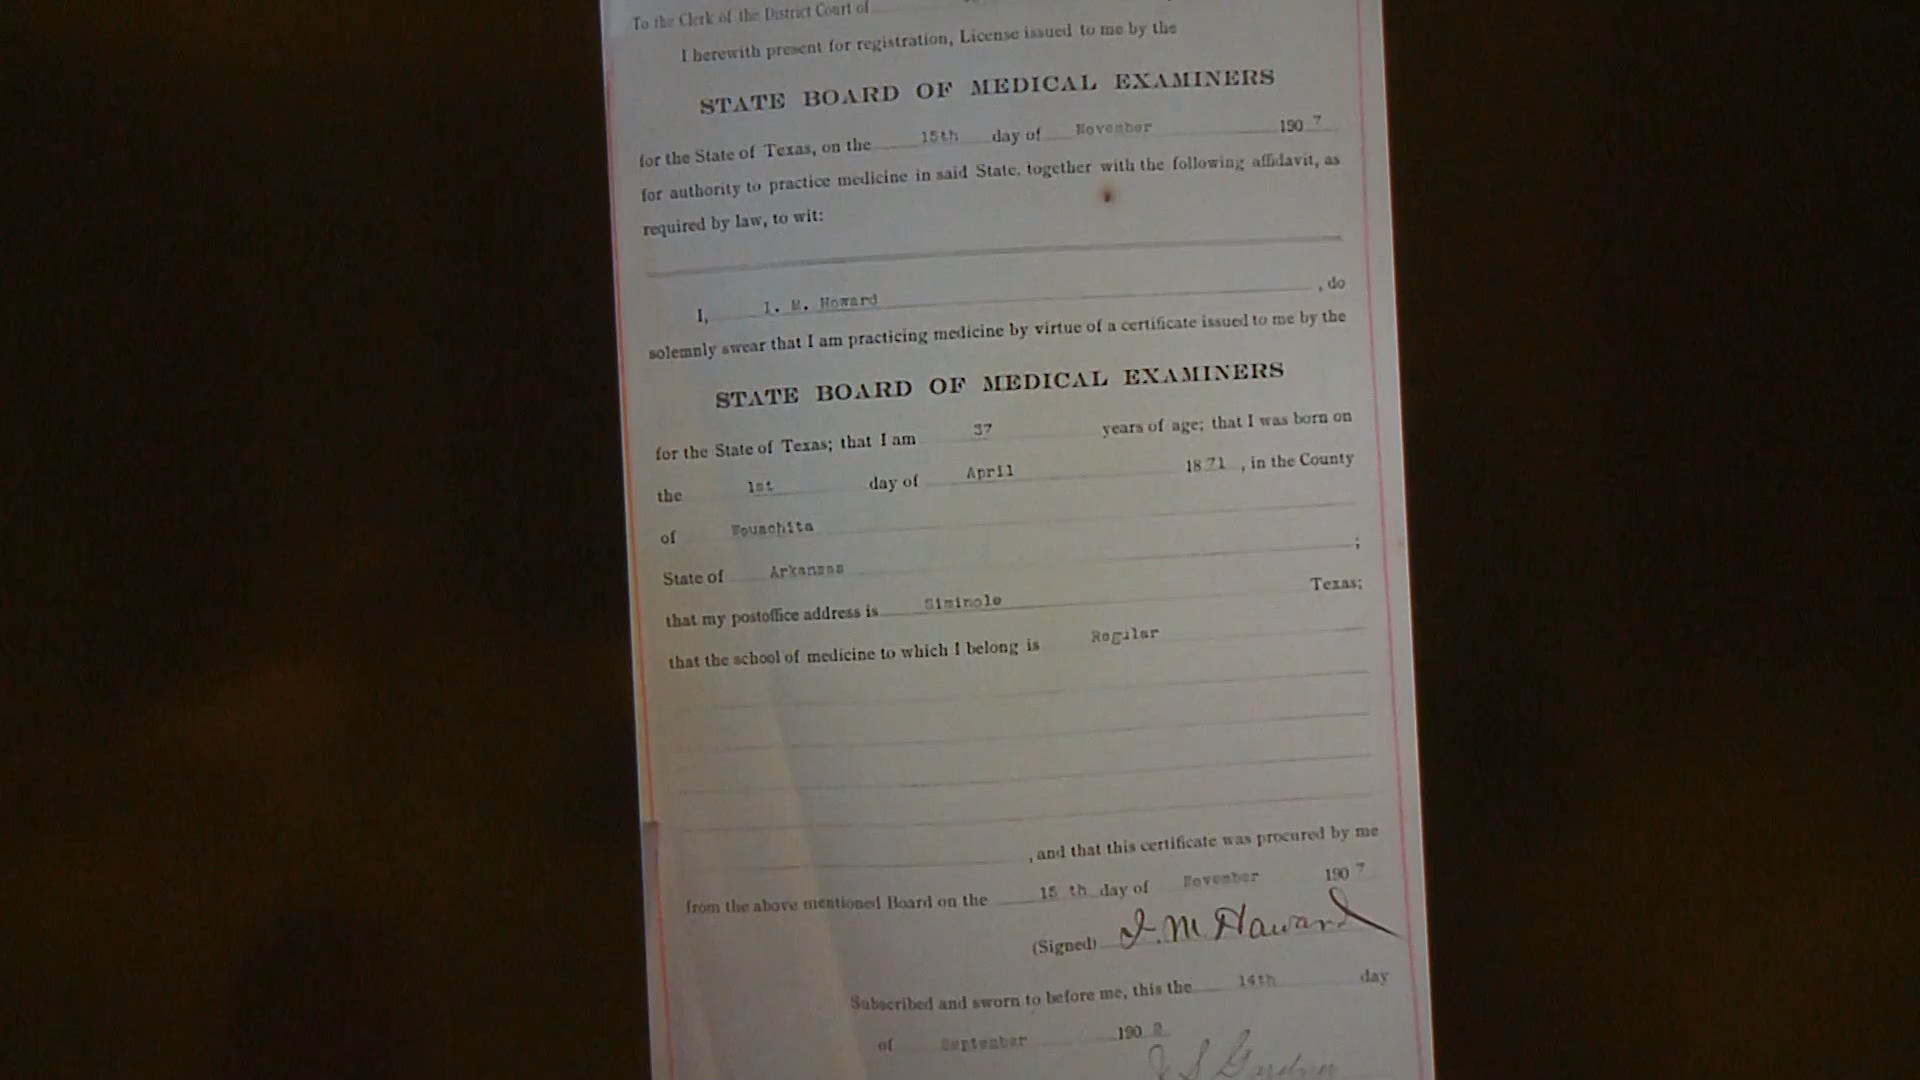 To the Clerk of the District Court of
I herewith present for registration, License issued to me by the
STATE BOARD OF MEDICAL EXAMINERS
for the State of Texas, on the 15th day of November 1907
for authority to practice medicine in said State, together with the following affidavit, as
required by law, to wit:
I, I. M. Howard, do
solemnly swear that I am practicing medicine by virtue of a certificate issued to me by the
STATE BOARD OF MEDICAL EXAMINERS
for the State of Texas; that I am 37 years of age; that I was born on
the 1st day of April 1871, in the County
of Wouachita
State of Arkansas;
that my postoffice address is Siminole Texas;
that the school of medicine to which I belong is Regular
, and that this certificate was procured by me
from the above mentioned Board on the 15 th day of November 1907
(Signed) I. M Howard
Subscribed and sworn to before me, this the 14th day
of September 190